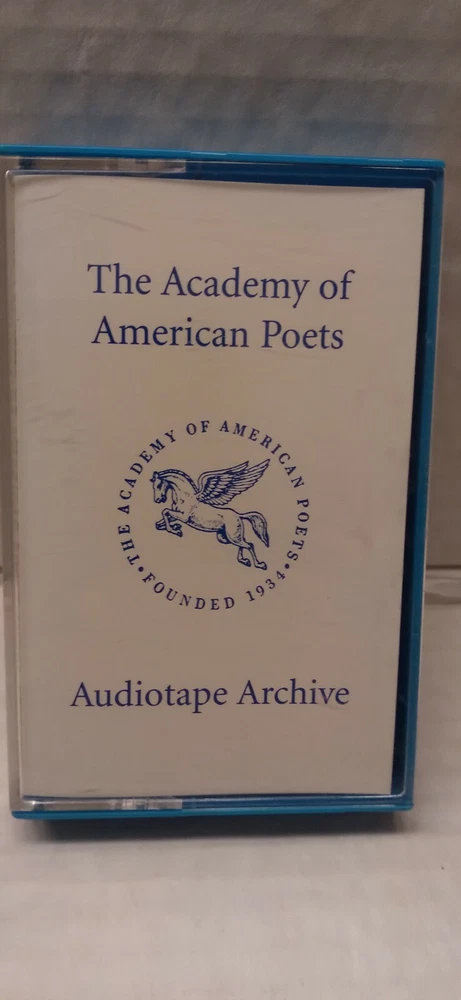 The Academy of
American Poets
THE ACADEMY OF AMERICAN POETS
• FOUNDED 1934 •
Audiotape Archive